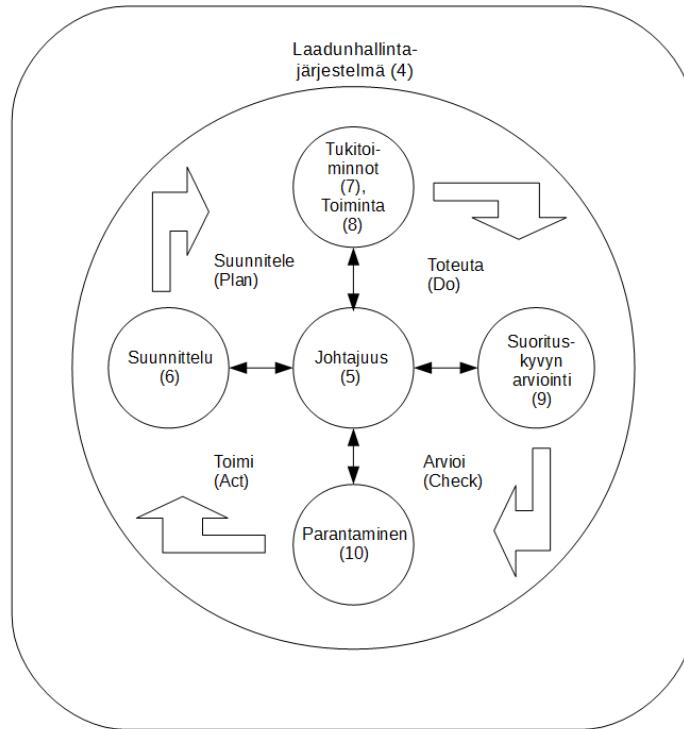 Laadunhallinta-
järjestelmä (4)
Tukitoi-
minnot
(7),
Toiminta
(8)
Suunnitele
(Plan)
Toteuta
(Do)
Suunnittelu
(6)
Johtajuus
(5)
Suoritus-
kyvyn
arviointi
(9)
Toimi
(Act)
Arvioi
(Check)
Parantaminen
(10)